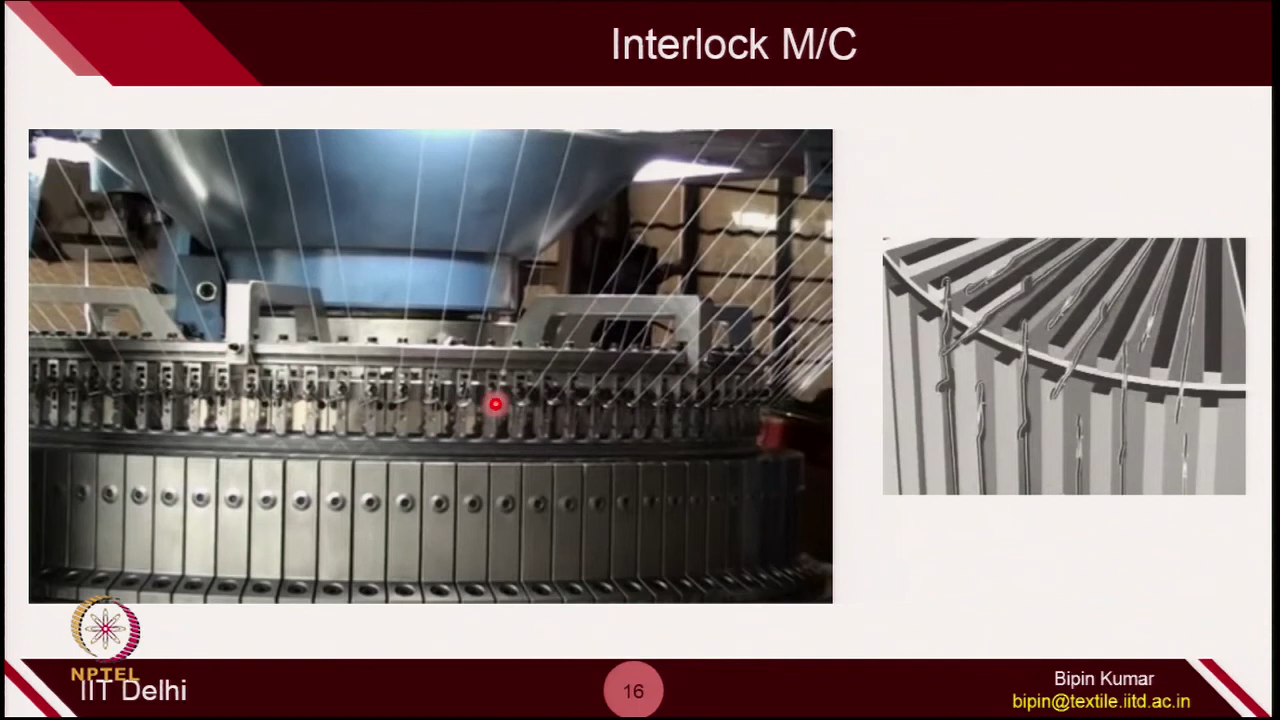 Interlock M/C
NPTEL
IIT Delhi
16
Bipin Kumar
bipin@textile.iitd.ac.in